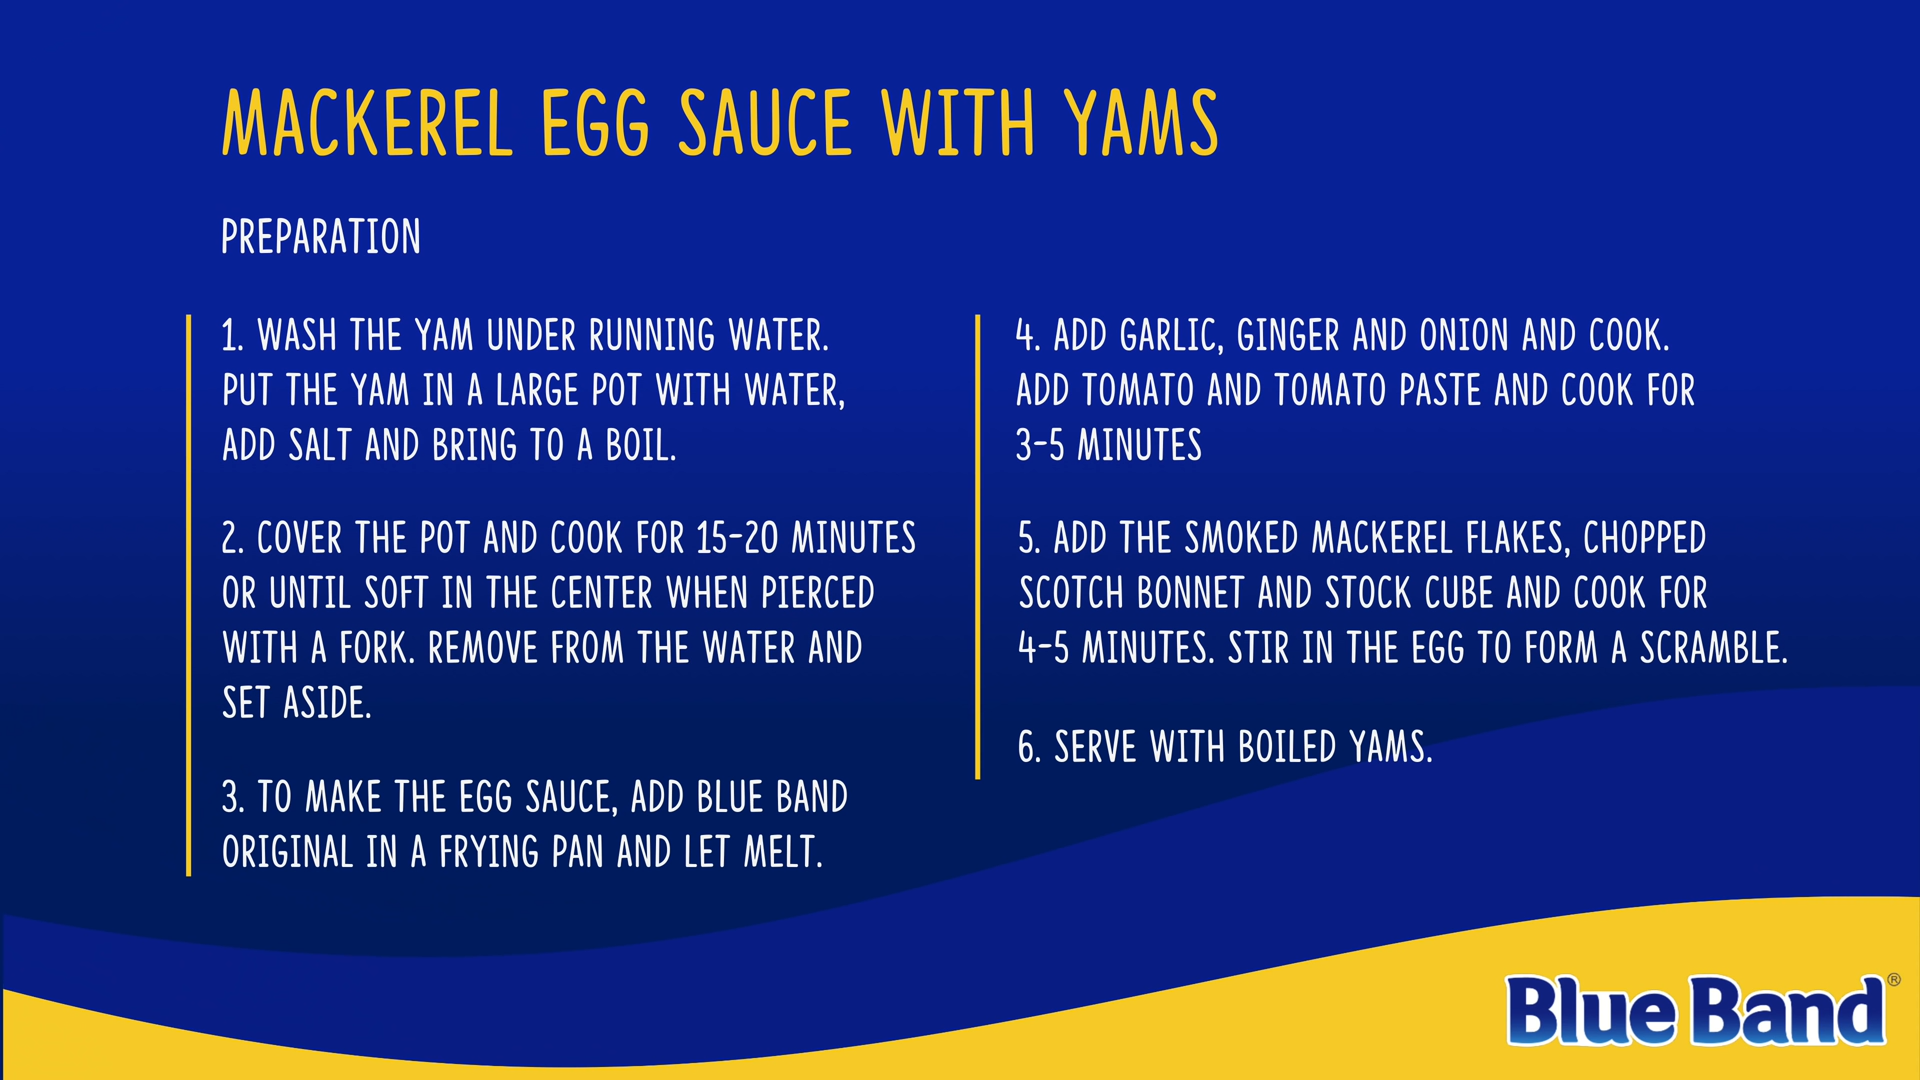 MACKEREL EGG SAUCE WITH YAMS
PREPARATION
1. WASH THE YAM UNDER RUNNING WATER.
PUT THE YAM IN A LARGE POT WITH WATER,
ADD SALT AND BRING TO A BOIL.
2. COVER THE POT AND COOK FOR 15-20 MINUTES
OR UNTIL SOFT IN THE CENTER WHEN PIERCED
WITH A FORK. REMOVE FROM THE WATER AND
SET ASIDE.
3. TO MAKE THE EGG SAUCE, ADD BLUE BAND
ORIGINAL IN A FRYING PAN AND LET MELT.
4. ADD GARLIC, GINGER AND ONION AND COOK.
ADD TOMATO AND TOMATO PASTE AND COOK FOR
3-5 MINUTES
5. ADD THE SMOKED MACKEREL FLAKES, CHOPPED
SCOTCH BONNET AND STOCK CUBE AND COOK FOR
4-5 MINUTES. STIR IN THE EGG TO FORM A SCRAMBLE.
6. SERVE WITH BOILED YAMS.
Blue Band®